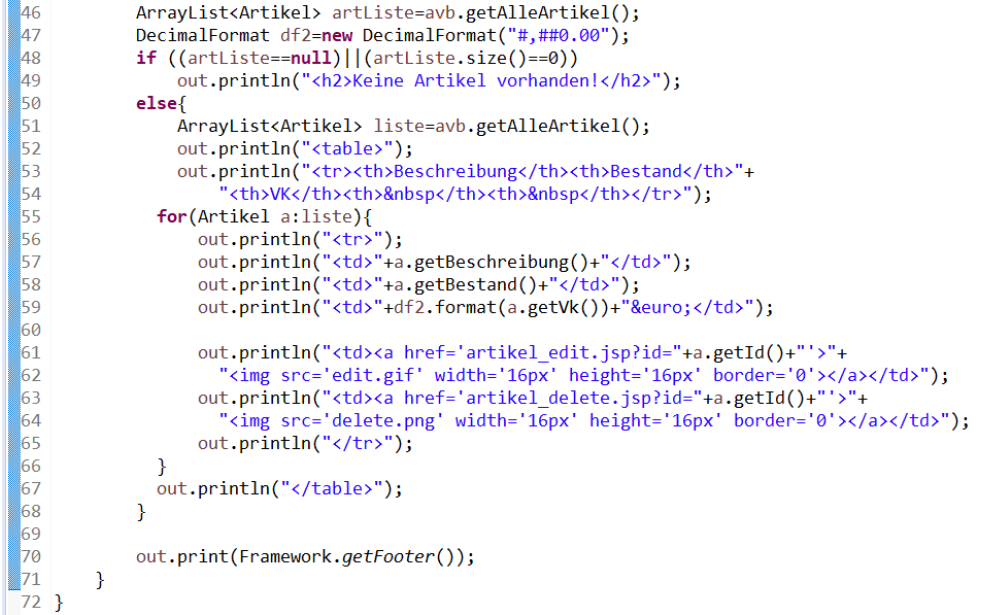 46 ArrayList<Artikel> artListe=avb.getAlleArtikel();
47 DecimalFormat df2=new DecimalFormat("#,##0.00");
48 if ((artListe==null)||(artListe.size()==0))
49 out.println("<h2>Keine Artikel vorhanden!</h2>");
50 else{
51 ArrayList<Artikel> liste=avb.getAlleArtikel();
52 out.println("<table>");
53 out.println("<tr><th>Beschreibung</th><th>Bestand</th>"+
54 "<th>VK</th><th>&nbsp</th><th>&nbsp</th></tr>");
55 for(Artikel a:liste){
56 out.println("<tr>");
57 out.println("<td>"+a.getBeschreibung()+"</td>");
58 out.println("<td>"+a.getBestand()+"</td>");
59 out.println("<td>"+df2.format(a.getVk())+"&euro;</td>");
60
61 out.println("<td><a href='artikel_edit.jsp?id="+a.getId()+"'>"+
62 "<img src='edit.gif' width='16px' height='16px' border='0'></a></td>");
63 out.println("<td><a href='artikel_delete.jsp?id="+a.getId()+"'>"+
64 "<img src='delete.png' width='16px' height='16px' border='0'></a></td>");
65 out.println("</tr>");
66 }
67 out.println("</table>");
68 }
69
70 out.print(Framework.getFooter());
71 }
72 }